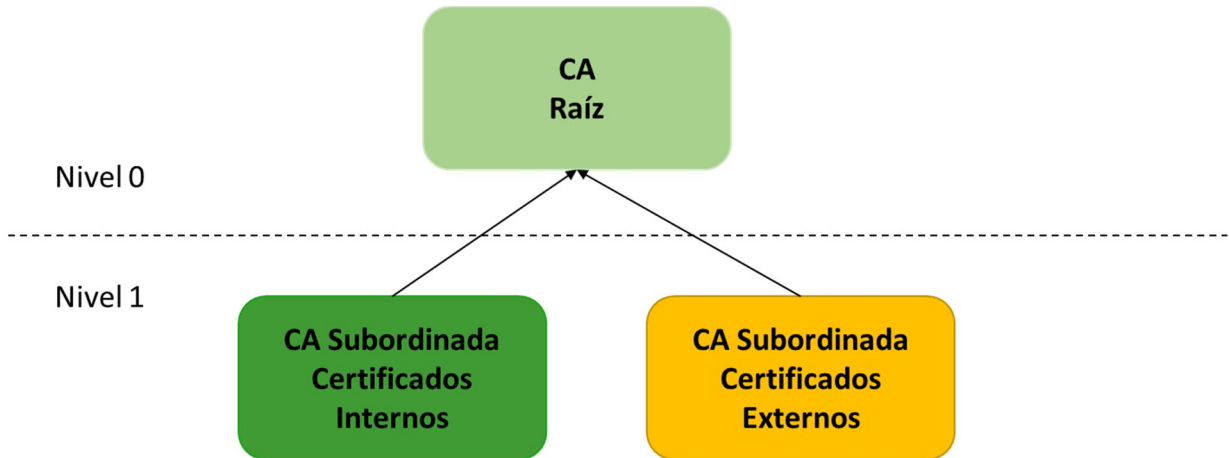 CA
Raíz
Nivel 0
Nivel 1
CA Subordinada
Certificados
Internos
CA Subordinada
Certificados
Externos